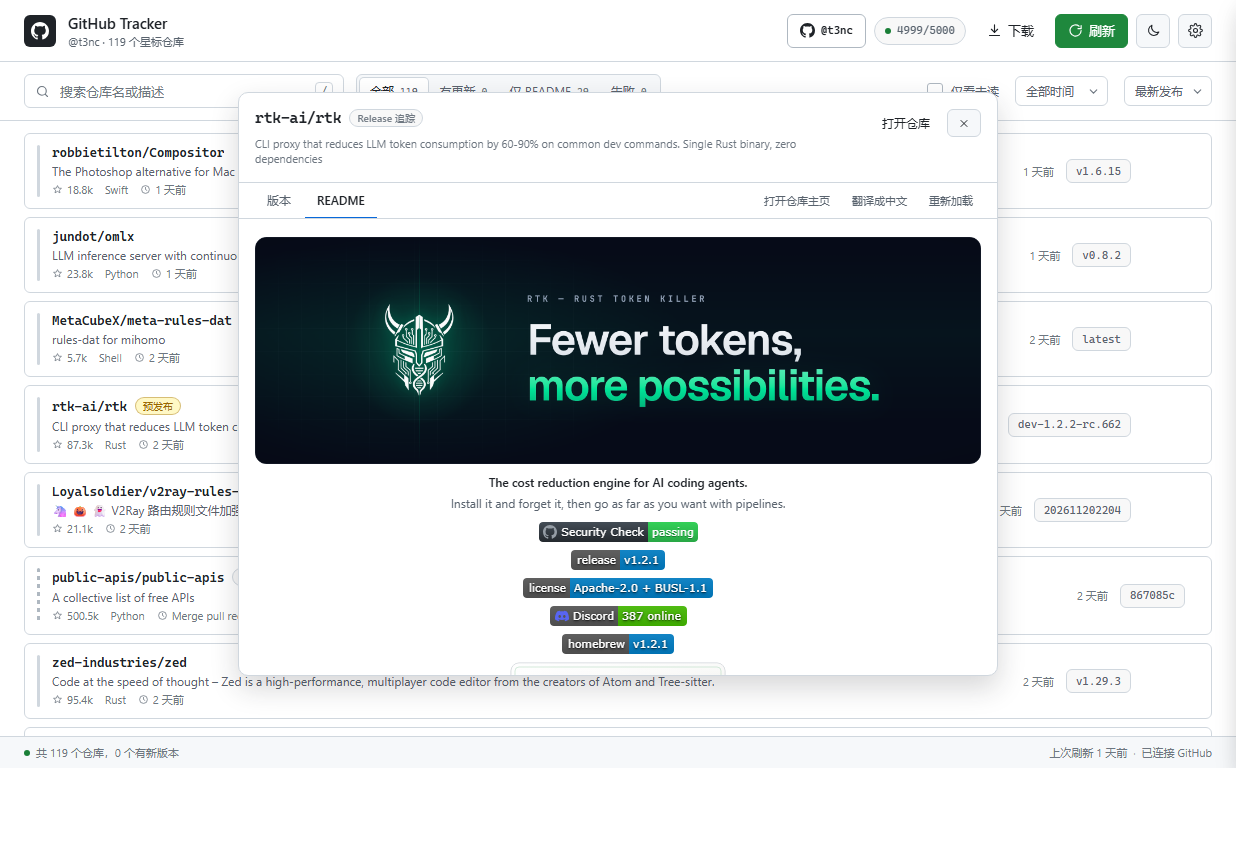 GitHub Tracker
@t3nc · 119 个星标仓库
@t3nc
4999/5000
下载
刷新
搜索仓库名或描述
/
全部 119
有更新 0
仅 README 29
失败 0
仅看未读
全部时间
最新发布
rtk-ai/rtk
Release 追踪
打开仓库
×
CLI proxy that reduces LLM token consumption by 60-90% on common dev commands. Single Rust binary, zero
dependencies
版本
README
打开仓库主页
翻译成中文
重新加载
RTK — RUST TOKEN KILLER
Fewer tokens,
more possibilities.
The cost reduction engine for AI coding agents.
Install it and forget it, then go as far as you want with pipelines.
Security Check passing
release v1.2.1
license Apache-2.0 + BUSL-1.1
Discord 387 online
homebrew v1.2.1
robbietilton/Compositor
The Photoshop alternative for Mac
18.8k Swift 1 天前
1 天前 v1.6.15
jundot/omlx
LLM inference server with continuo
23.8k Python 1 天前
1 天前 v0.8.2
MetaCubeX/meta-rules-dat
rules-dat for mihomo
5.7k Shell 2 天前
2 天前 latest
rtk-ai/rtk 预发布
CLI proxy that reduces LLM token c
87.3k Rust 2 天前
dev-1.2.2-rc.662
Loyalsoldier/v2ray-rules-
🦄 🎃 👻 V2Ray 路由规则文件加强
21.1k 2 天前
天前 202611202204
public-apis/public-apis
A collective list of free APIs
500.5k Python Merge pull re
2 天前 867085c
zed-industries/zed
Code at the speed of thought – Zed is a high-performance, multiplayer code editor from the creators of Atom and Tree-sitter.
95.4k Rust 2 天前
2 天前 v1.29.3
共 119 个仓库，0 个有新版本
上次刷新 1 天前 · 已连接 GitHub